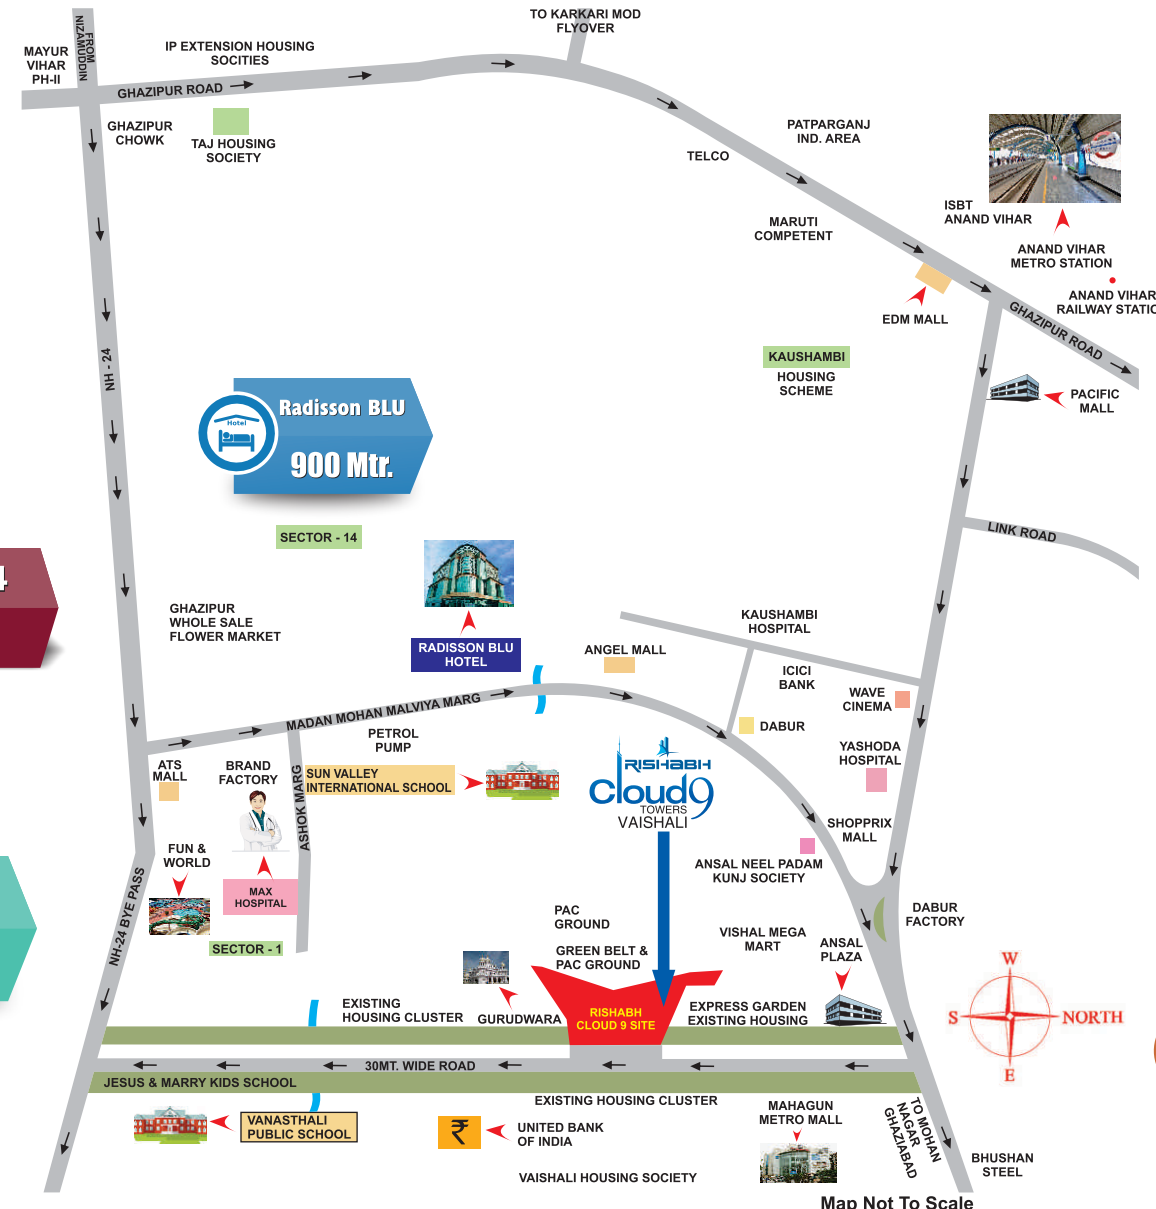 TO KARKARI MOD
FLYOVER
FROM
NIZAMUDDIN
MAYUR
VIHAR
PH-II
IP EXTENSION HOUSING
SOCITIES
GHAZIPUR ROAD
GHAZIPUR
CHOWK
TAJ HOUSING
SOCIETY
PATPARGANJ
IND. AREA
TELCO
ISBT
ANAND VIHAR
MARUTI
COMPETENT
ANAND VIHAR
METRO STATION
ANAND VIHAR
RAILWAY STATIO
EDM MALL
GHAZIPUR ROAD
NH - 24
KAUSHAMBI
HOUSING
SCHEME
PACIFIC
MALL
Radisson BLU
Hotel
900 Mtr.
SECTOR - 14
LINK ROAD
4
GHAZIPUR
WHOLE SALE
FLOWER MARKET
RADISSON BLU
HOTEL
ANGEL MALL
KAUSHAMBI
HOSPITAL
ICICI
BANK
WAVE
CINEMA
MADAN MOHAN MALVIYA MARG
PETROL
PUMP
DABUR
YASHODA
HOSPITAL
ATS
MALL
BRAND
FACTORY
ASHOK MARG
SUN VALLEY
INTERNATIONAL SCHOOL
RISHABH
Cloud9
TOWERS
VAISHALI
SHOPPRIX
MALL
FUN &
WORLD
MAX
HOSPITAL
ANSAL NEEL PADAM
KUNJ SOCIETY
NH-24 BYE PASS
SECTOR - 1
PAC
GROUND
GREEN BELT &
PAC GROUND
VISHAL MEGA
MART
ANSAL
PLAZA
DABUR
FACTORY
EXISTING
HOUSING CLUSTER
GURUDWARA
RISHABH
CLOUD 9 SITE
EXPRESS GARDEN
EXISTING HOUSING
W
S
NORTH
E
30MT. WIDE ROAD
JESUS & MARRY KIDS SCHOOL
VANASTHALI
PUBLIC SCHOOL
₹
UNITED BANK
OF INDIA
EXISTING HOUSING CLUSTER
MAHAGUN
METRO MALL
TO MOHAN
NAGAR
GHAZIABAD
BHUSHAN
STEEL
VAISHALI HOUSING SOCIETY
Map Not To Scale